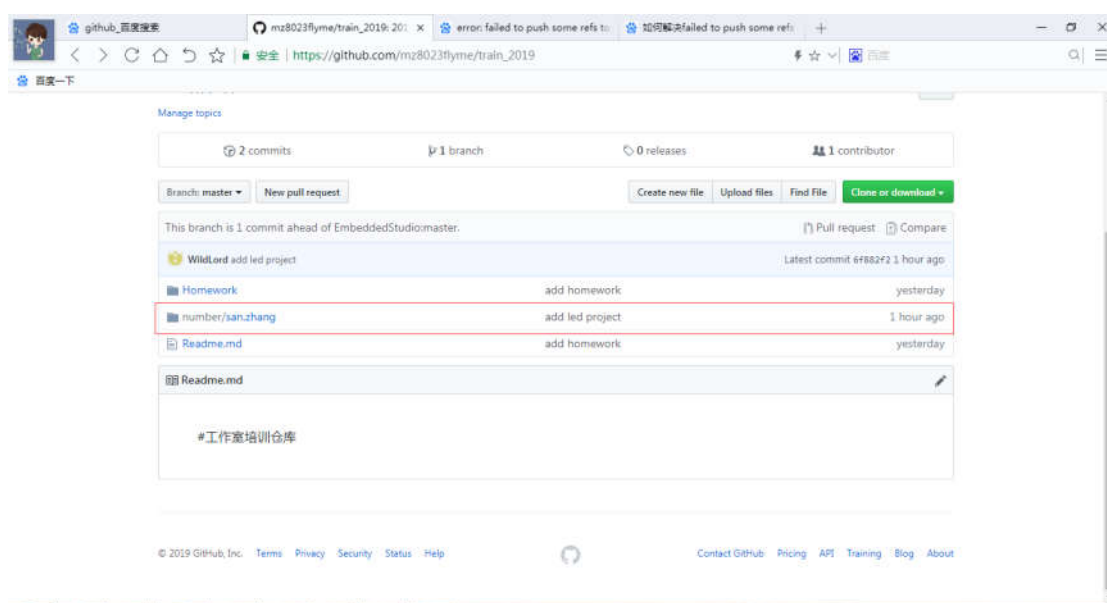 github_百度搜索 mz8023flyme/train_2019: 20 error: failed to push some refs to 如何解决failed to push some refs
安全 https://github.com/mz8023flyme/train_2019 百度
百度一下
Manage topics
2 commits 1 branch 0 releases 1 contributor
Branch: master New pull request Create new file Upload files Find File Clone or download
This branch is 1 commit ahead of EmbeddedStudio:master. Pull request Compare
WildLord add led project Latest commit 6f882f2 1 hour ago
Homework add homework yesterday
number/san.zhang add led project 1 hour ago
Readme.md add homework yesterday
Readme.md
#工作室培训仓库
© 2019 GitHub, Inc. Terms Privacy Security Status Help Contact GitHub Pricing API Training Blog About